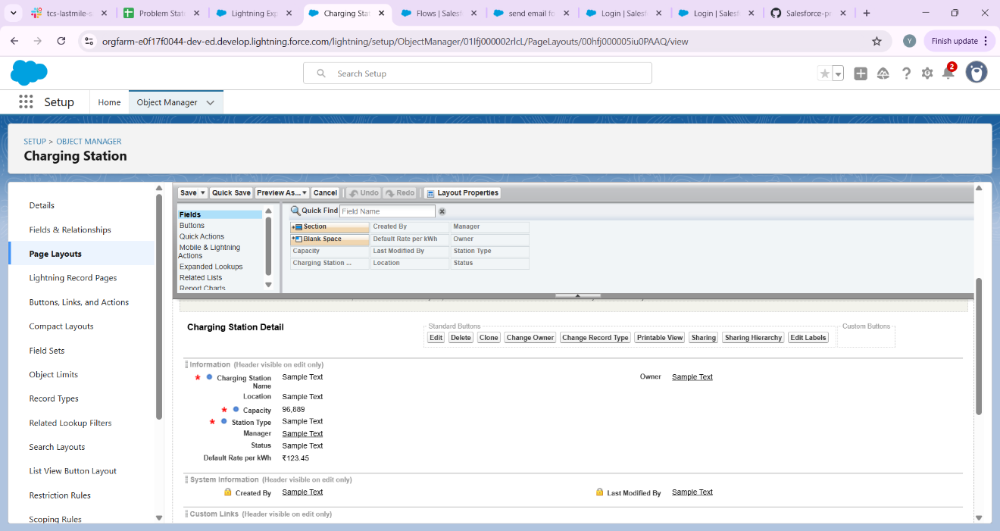 tcs-lastmile-s
Problem Stat
Lightning Exp
Charging Stat
Flows | Salesf
send email fo
Login | Salesf
Login | Salesf
Salesforce-pr
orgfarm-e0f17f0044-dev-ed.develop.lightning.force.com/lightning/setup/ObjectManager/01Ifj000002rlcL/PageLayouts/00hfj000005iu0PAAQ/view
Y
Finish update
Search Setup
2
Setup
Home
Object Manager
SETUP > OBJECT MANAGER
Charging Station
Details
Fields & Relationships
Page Layouts
Lightning Record Pages
Buttons, Links, and Actions
Compact Layouts
Field Sets
Object Limits
Record Types
Related Lookup Filters
Search Layouts
List View Button Layout
Restriction Rules
Scoping Rules
Save Quick Save Preview As... Cancel Undo Redo Layout Properties
Fields
Buttons
Quick Actions
Mobile & Lightning
Actions
Expanded Lookups
Related Lists
Report Charts
Quick Find Field Name
Section Created By Manager
Blank Space Default Rate per kWh Owner
Capacity Last Modified By Station Type
Charging Station ... Location Status
Charging Station Detail
Standard Buttons
Edit Delete Clone Change Owner Change Record Type Printable View Sharing Sharing Hierarchy Edit Labels
Custom Buttons
Information (Header visible on edit only)
* Charging Station
Name
Sample Text
Owner Sample Text
Location Sample Text
* Capacity 96,889
* Station Type Sample Text
Manager Sample Text
Status Sample Text
Default Rate per kWh ₹123.45
System Information (Header visible on edit only)
Created By Sample Text
Last Modified By Sample Text
Custom Links (Header visible on edit only)